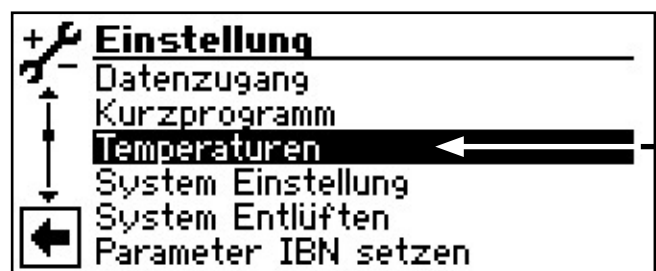 Einstellung
Datenzugang
Kurzprogramm
Temperaturen
System Einstellung
System Entlüften
Parameter IBN setzen